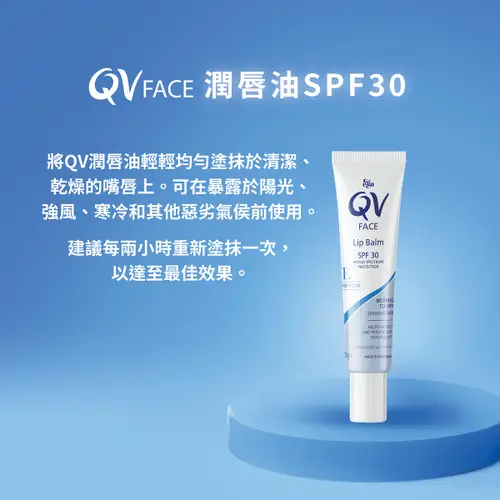 QV FACE 潤唇油SPF30
將QV潤唇油輕輕均勻塗抹於清潔、
乾燥的嘴唇上。可在暴露於陽光、
強風、寒冷和其他惡劣氣侯前使用。
建議每兩小時重新塗抹一次，
以達至最佳效果。
Ego
QV
FACE
Lip Balm
SPF 30
BROAD SPECTRUM
PROTECTION